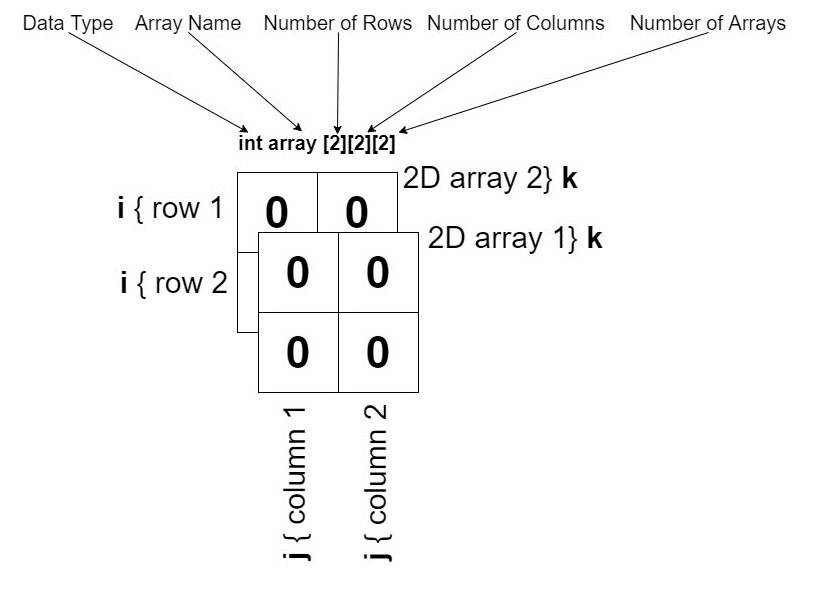 Data Type Array Name Number of Rows Number of Columns Number of Arrays
int array [2][2][2]
2D array 2} k
i { row 1 0 0
2D array 1} k
i { row 2 0 0
0 0
j { column 1
j { column 2